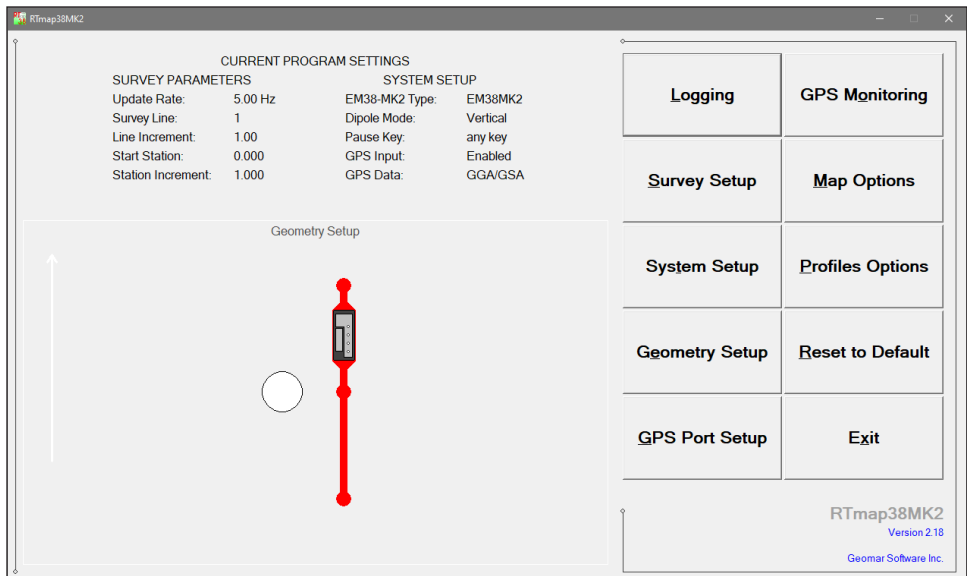 RTmap38MK2
CURRENT PROGRAM SETTINGS
SURVEY PARAMETERS SYSTEM SETUP
Update Rate: 5.00 Hz EM38-MK2 Type: EM38MK2
Survey Line: 1 Dipole Mode: Vertical
Line Increment: 1.00 Pause Key: any key
Start Station: 0.000 GPS Input: Enabled
Station Increment: 1.000 GPS Data: GGA/GSA
Geometry Setup
Logging GPS Monitoring
Survey Setup Map Options
System Setup Profiles Options
Geometry Setup Reset to Default
GPS Port Setup Exit
RTmap38MK2
Version 2.18
Geomar Software Inc.